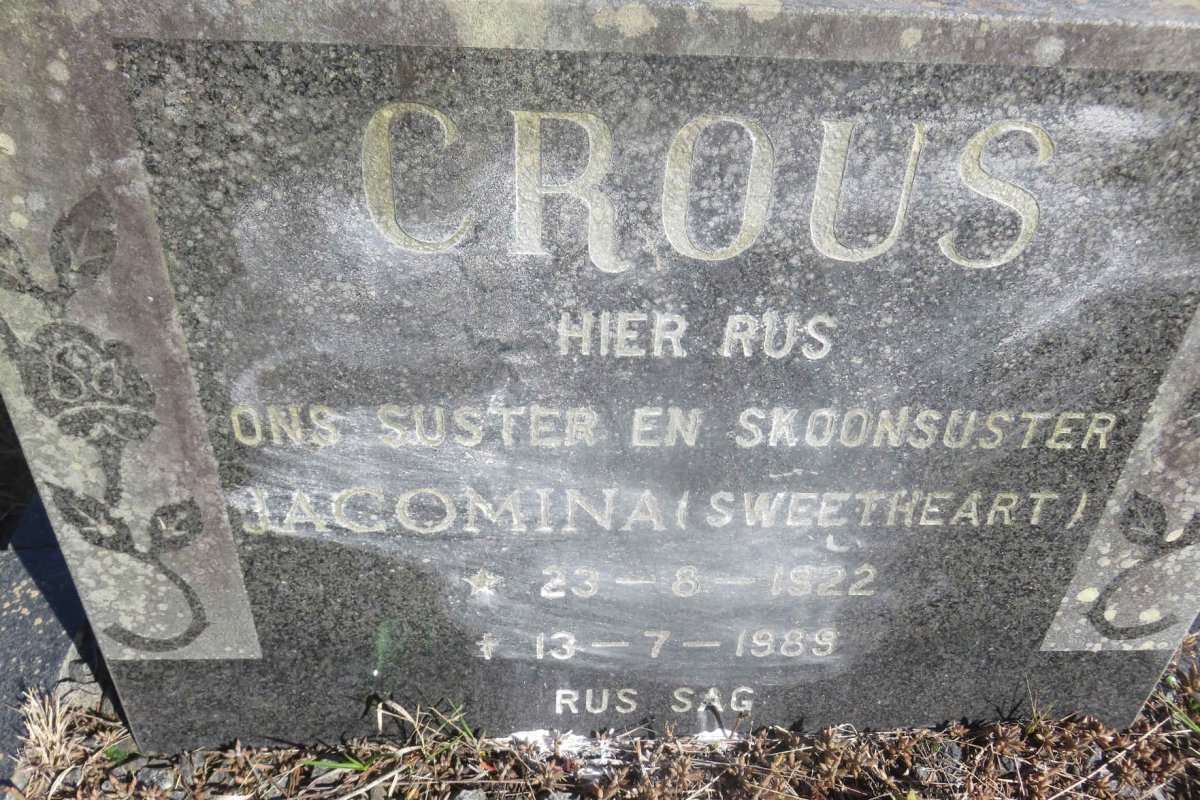 CROUS
HIER RUS
ONS SUSTER EN SKOONSUSTER
JACOMINA (SWEETHEART)
★ 23 — 8 — 1922
† 13 — 7 — 1989
RUS SAG